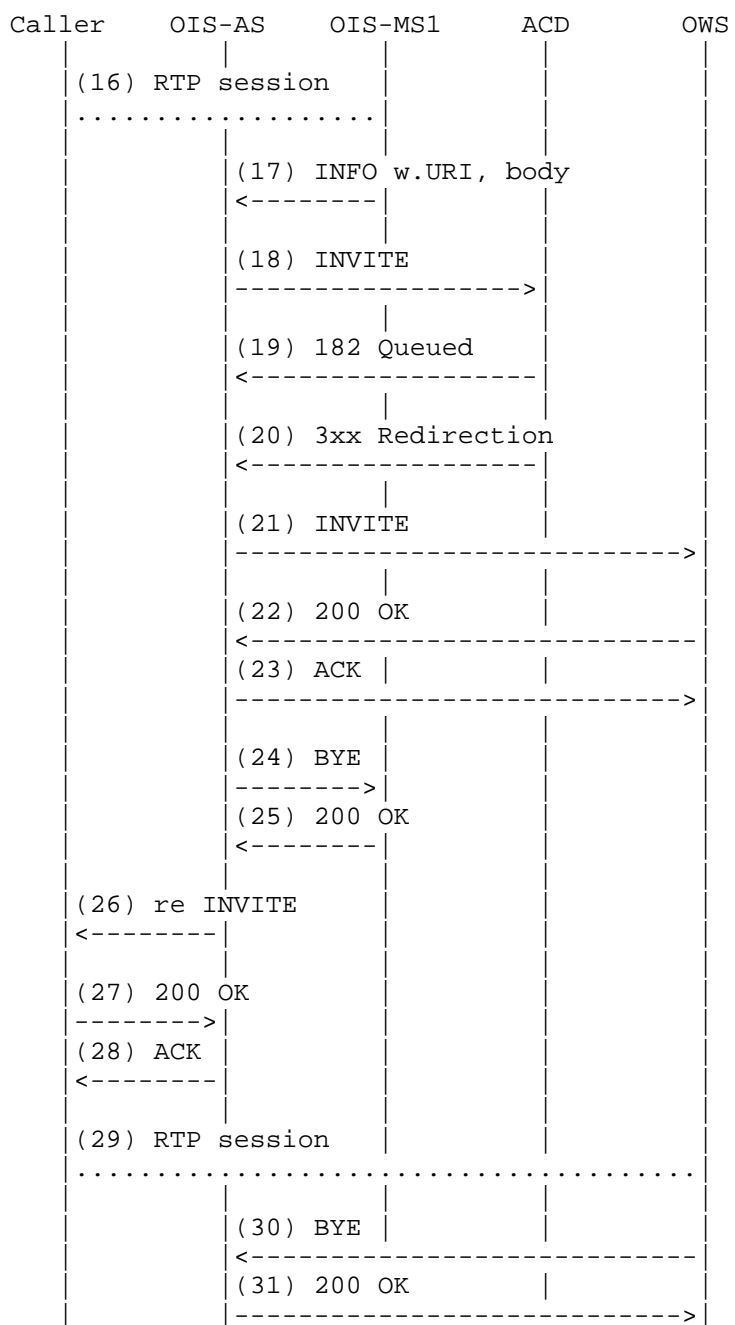 Caller OIS-AS OIS-MS1 ACD OWS
(16) RTP session
(17) INFO w.URI, body
(18) INVITE
(19) 182 Queued
(20) 3xx Redirection
(21) INVITE
(22) 200 OK
(23) ACK
(24) BYE
(25) 200 OK
(26) re INVITE
(27) 200 OK
(28) ACK
(29) RTP session
(30) BYE
(31) 200 OK